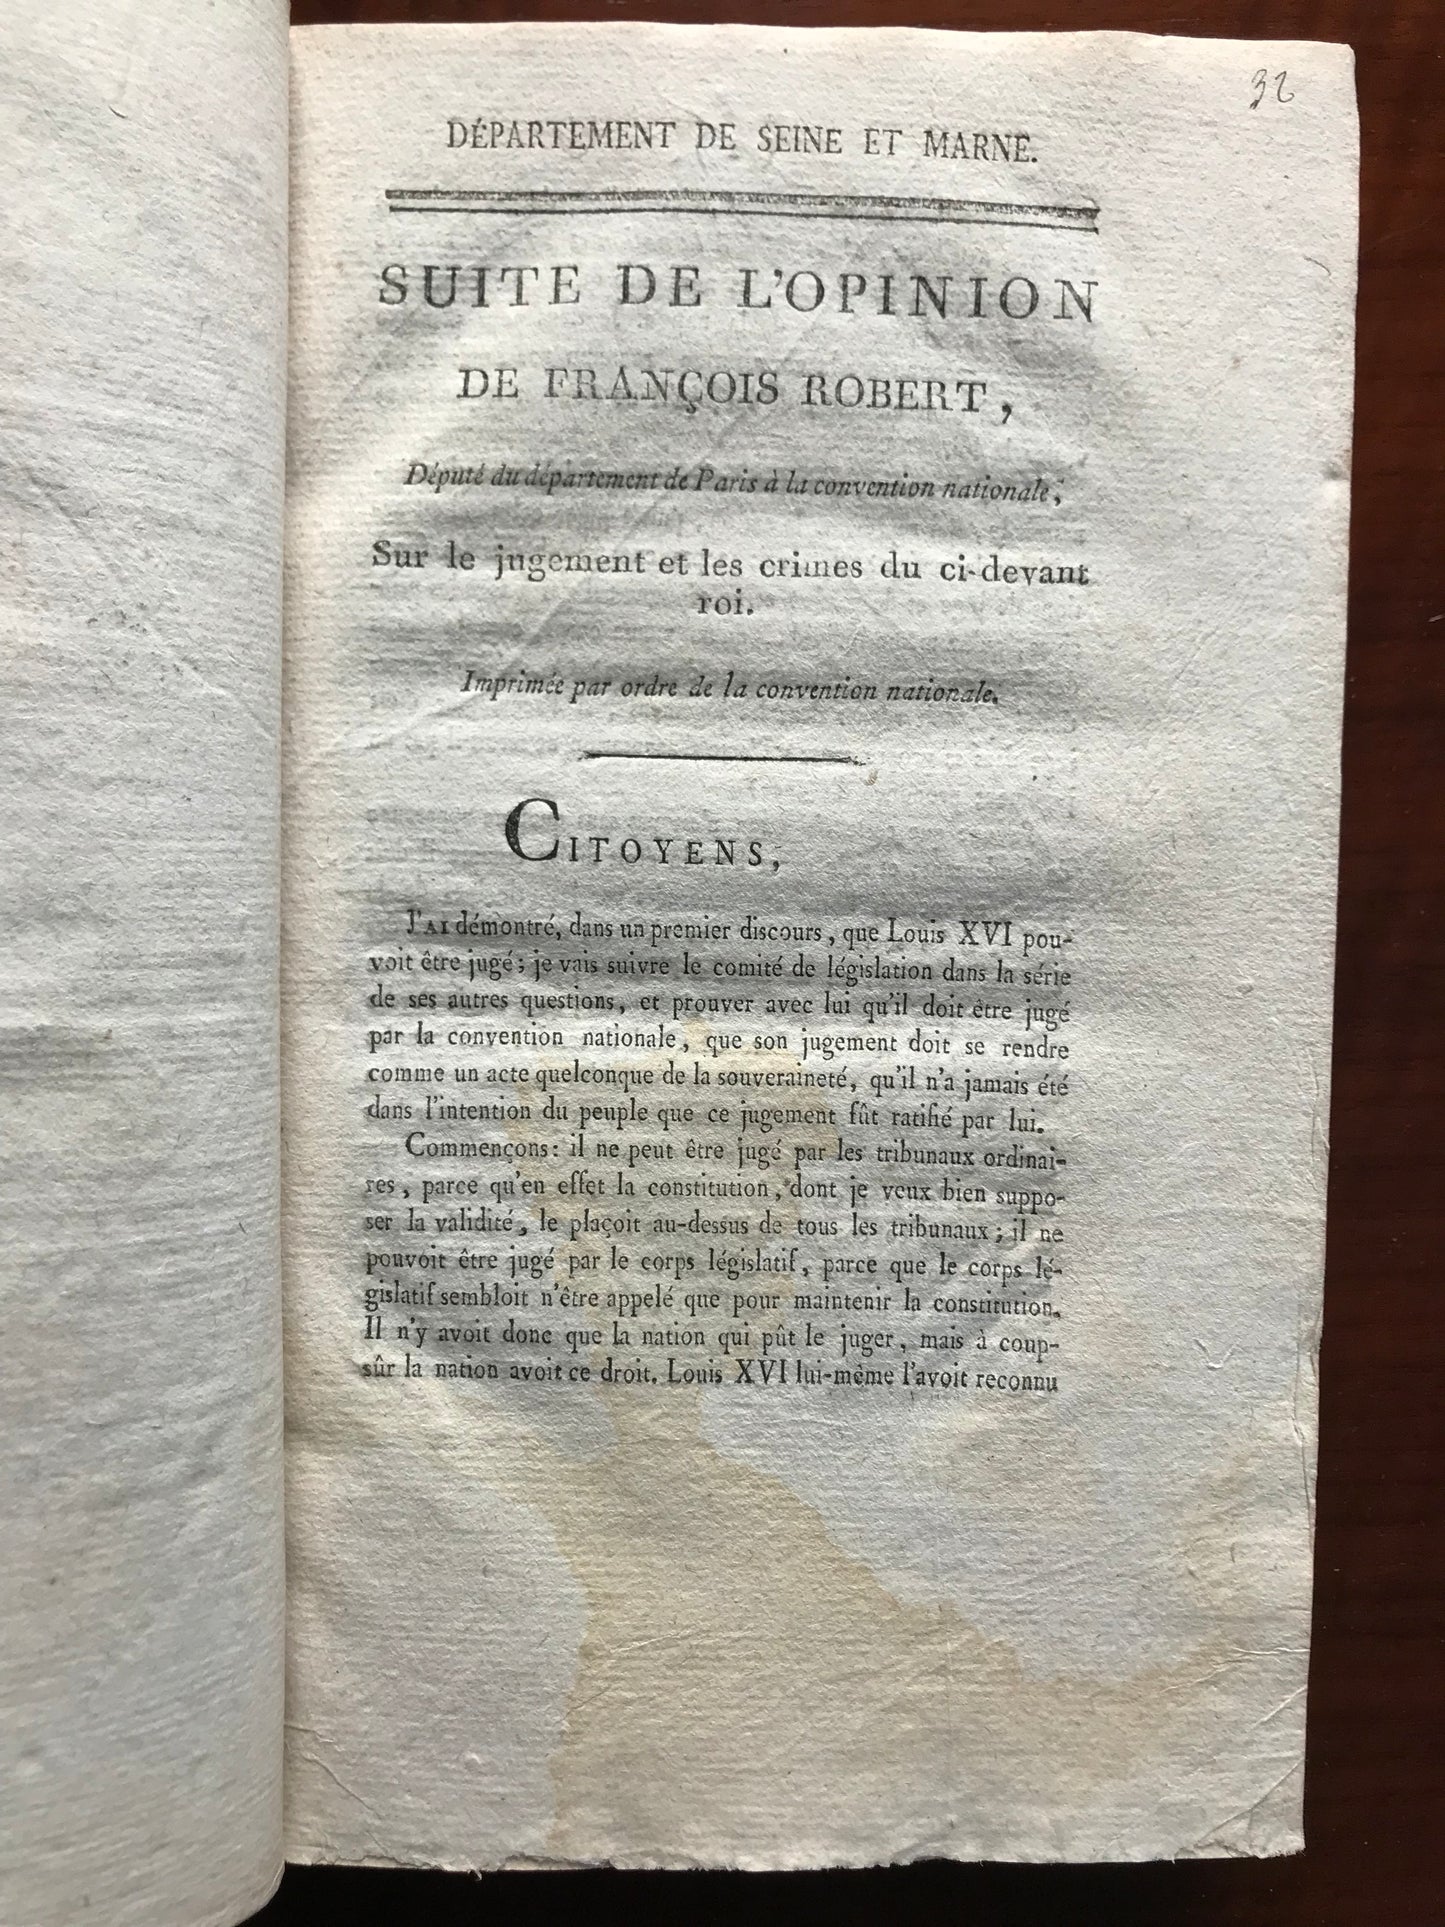 32
DÉPARTEMENT DE SEINE ET MARNE.
SUITE DE L'OPINION
DE FRANÇOIS ROBERT,
Député du département de Paris à la convention nationale,
Sur le jugement et les crimes du ci-devant
roi.
Imprimée par ordre de la convention nationale.
CITOYENS,
J'AI démontré, dans un premier discours, que Louis XVI pou-
voit être jugé; je vais suivre le comité de législation dans la série
de ses autres questions, et prouver avec lui qu'il doit être jugé
par la convention nationale, que son jugement doit se rendre
comme un acte quelconque de la souveraineté, qu'il n'a jamais été
dans l'intention du peuple que ce jugement fût ratifié par lui.
Commençons: il ne peut être jugé par les tribunaux ordinai-
res, parce qu'en effet la constitution, dont je veux bien suppo-
ser la validité, le plaçoit au-dessus de tous les tribunaux; il ne
pouvoit être jugé par le corps législatif, parce que le corps lé-
gislatif sembloit n'être appelé que pour maintenir la constitution.
Il n'y avoit donc que la nation qui pût le juger, mais à coup-
sûr la nation avoit ce droit. Louis XVI lui-même l'avoit reconnu